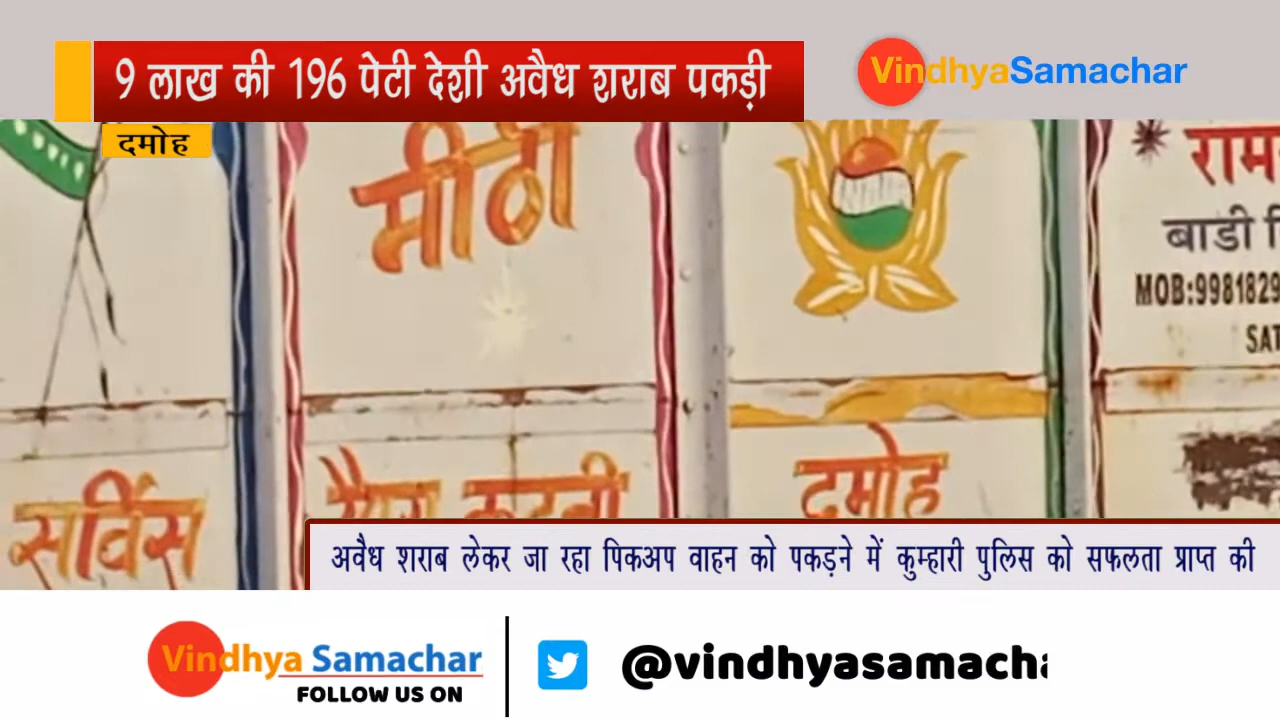 9 लाख की 196 पेटी देशी अवैध शराब पकड़ी
VindhyaSamachar
दमोह
मीठी
राम
बाडी
MOB:9981829
SAT
सर्विस
कटनी
दमोह
अवैध शराब लेकर जा रहा पिकअप वाहन को पकड़ने में कुम्हारी पुलिस को सफलता प्राप्त की
Vindhya Samachar
FOLLOW US ON
@vindhyasamacha